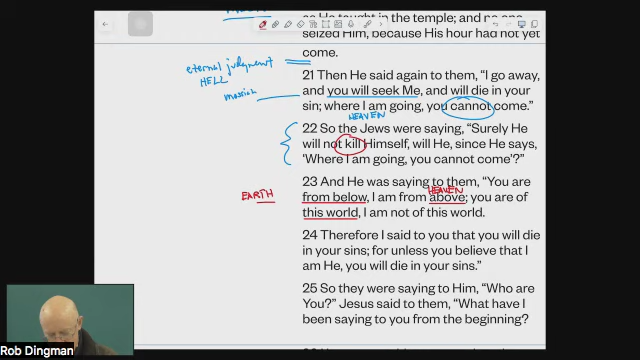 as He taught in the temple; and no one
seized Him, because His hour had not yet
come.
eternal judgment
HELL
messiah
21 Then He said again to them, “I go away,
and you will seek Me, and will die in your
sin; where I am going, you cannot come.”
HEAVEN
22 So the Jews were saying, “Surely He
will not kill Himself, will He, since He says,
‘Where I am going, you cannot come’?”
23 And He was saying to them, “You are
EARTH
HEAVEN
from below, I am from above; you are of
this world, I am not of this world.
24 Therefore I said to you that you will die
in your sins; for unless you believe that I
am He, you will die in your sins.”
25 So they were saying to Him, “Who are
You?” Jesus said to them, “What have I
been saying to you from the beginning?
Rob Dingman